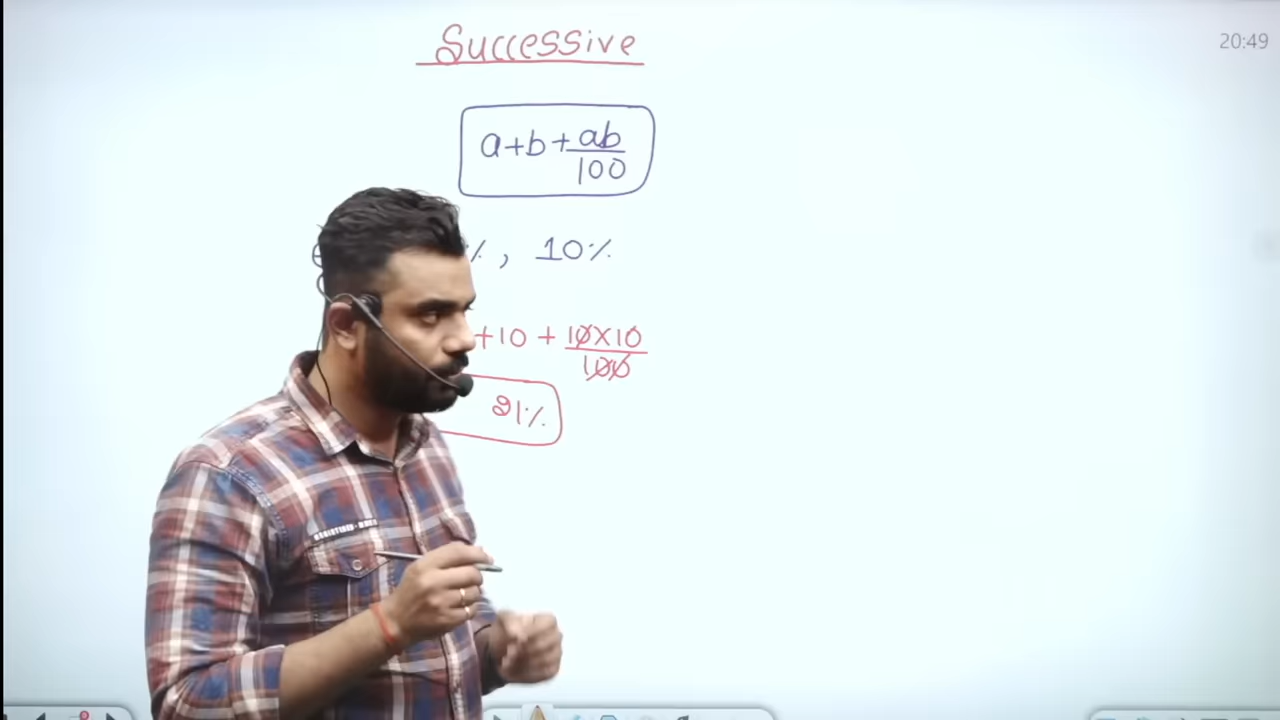 Successive
20:49
a+b+ab/100
%, 10%
+10 + 10×10/100
21%